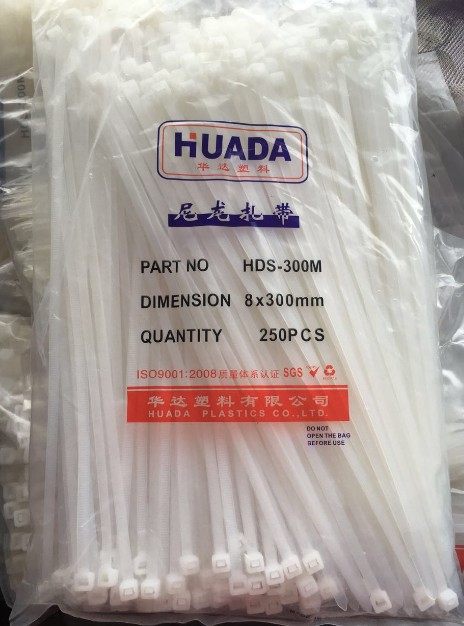 HUADA
华达塑料
尼龙扎带
PART NO HDS-300M
DIMENSION 8x300mm
QUANTITY 250PCS
ISO9001:2008质量体系认证 SGS
华达塑料有限公司
HUADA PLASTICS CO.,LTD.
DO NOT
OPEN THE BAG
BEFORE USE